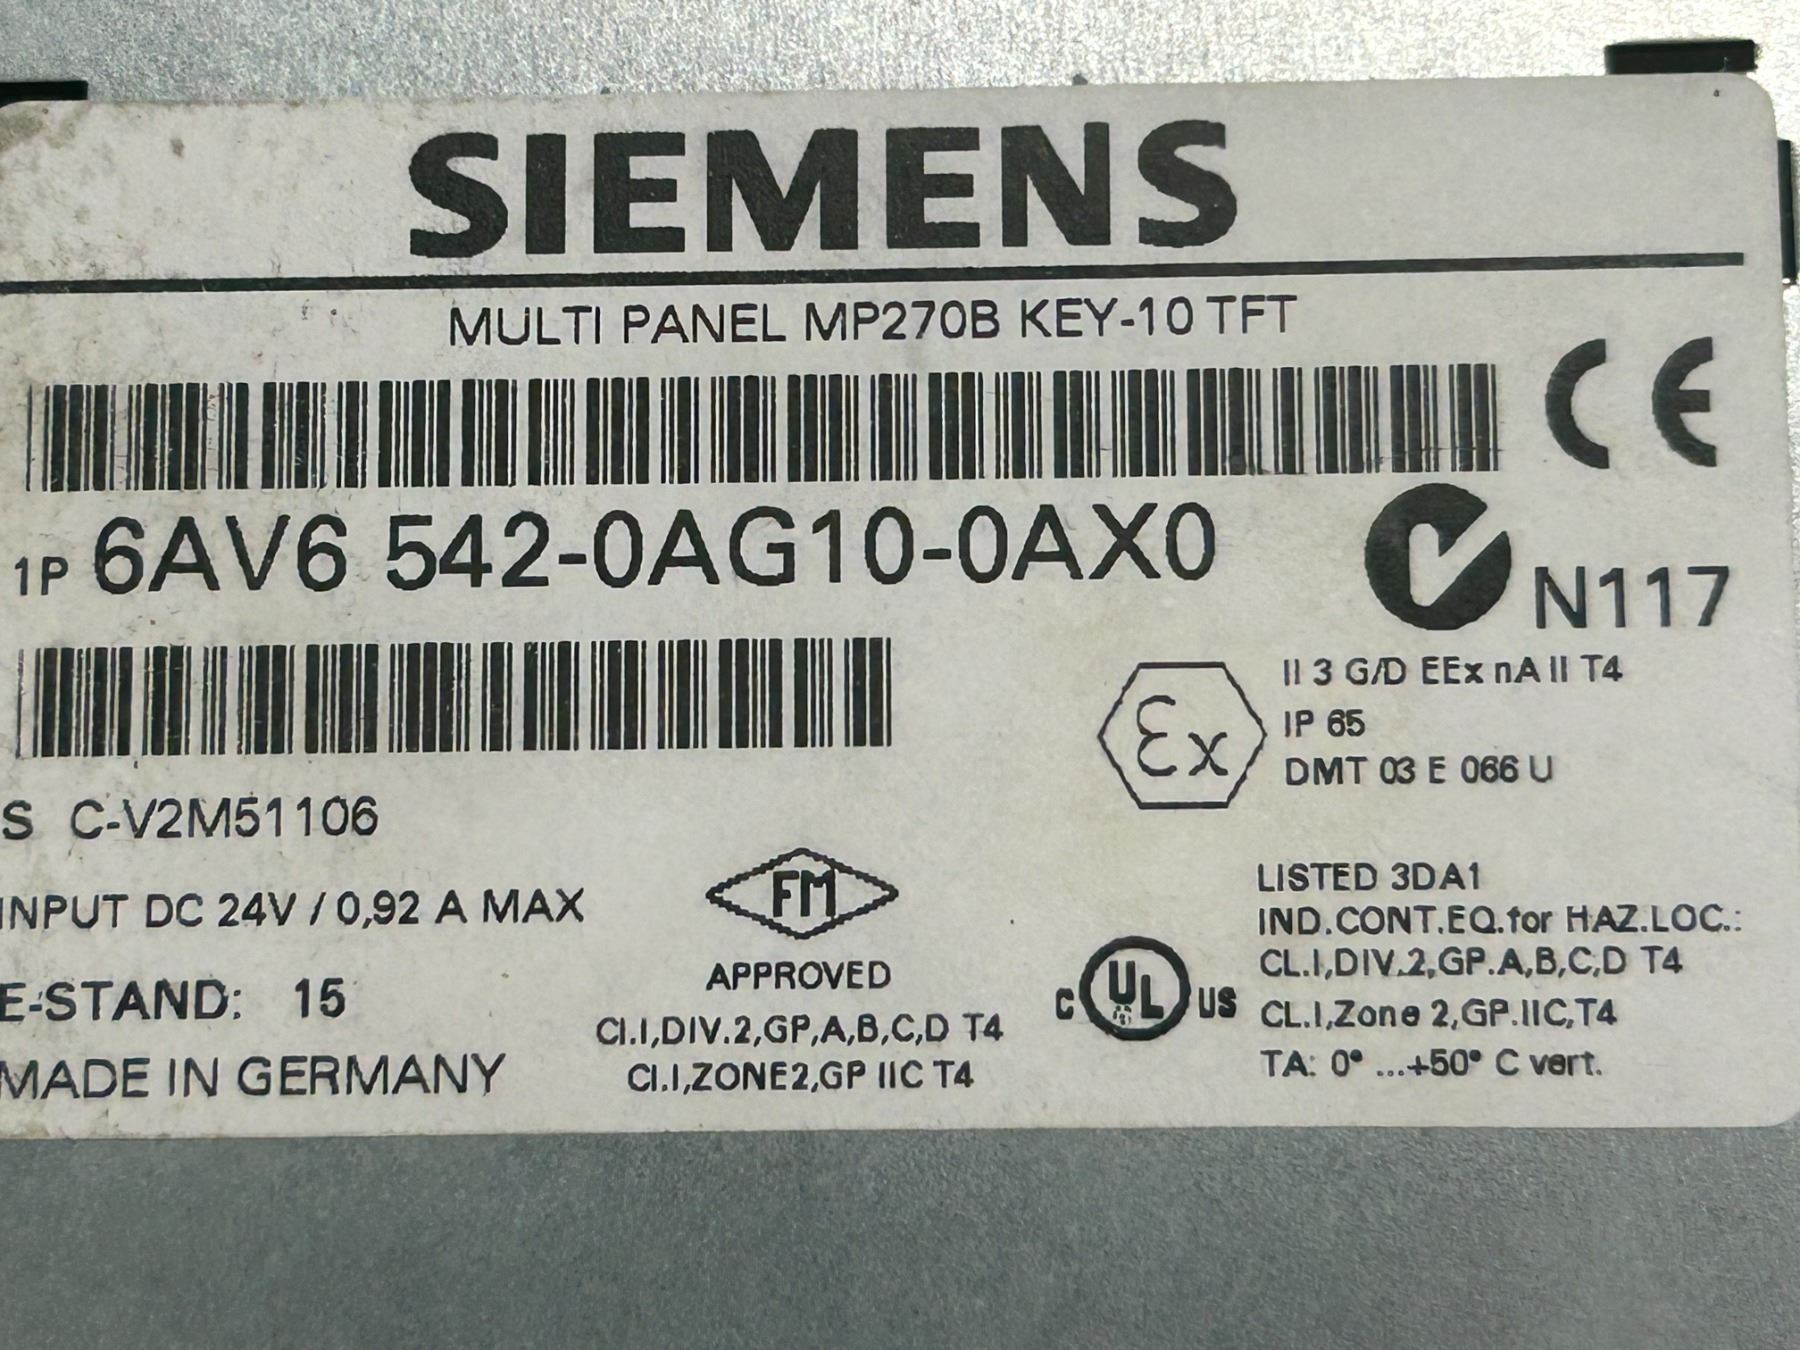 SIEMENS
MULTI PANEL MP270B KEY-10 TFT
CE
1P 6AV6 542-0AG10-0AX0
N117
Ex
II 3 G/D EEx nA II T4
IP 65
DMT 03 E 066 U
S C-V2M51106
INPUT DC 24V / 0,92 A MAX
E-STAND: 15
MADE IN GERMANY
FM
APPROVED
Cl.I,DIV.2,GP,A,B,C,D T4
Cl.I,ZONE2,GP IIC T4
C UL US
LISTED 3DA1
IND.CONT.EQ.for HAZ.LOC.:
CL.I,DIV.2,GP.A,B,C,D T4
CL.I,Zone 2,GP.IIC,T4
TA: 0° ...+50° C vert.